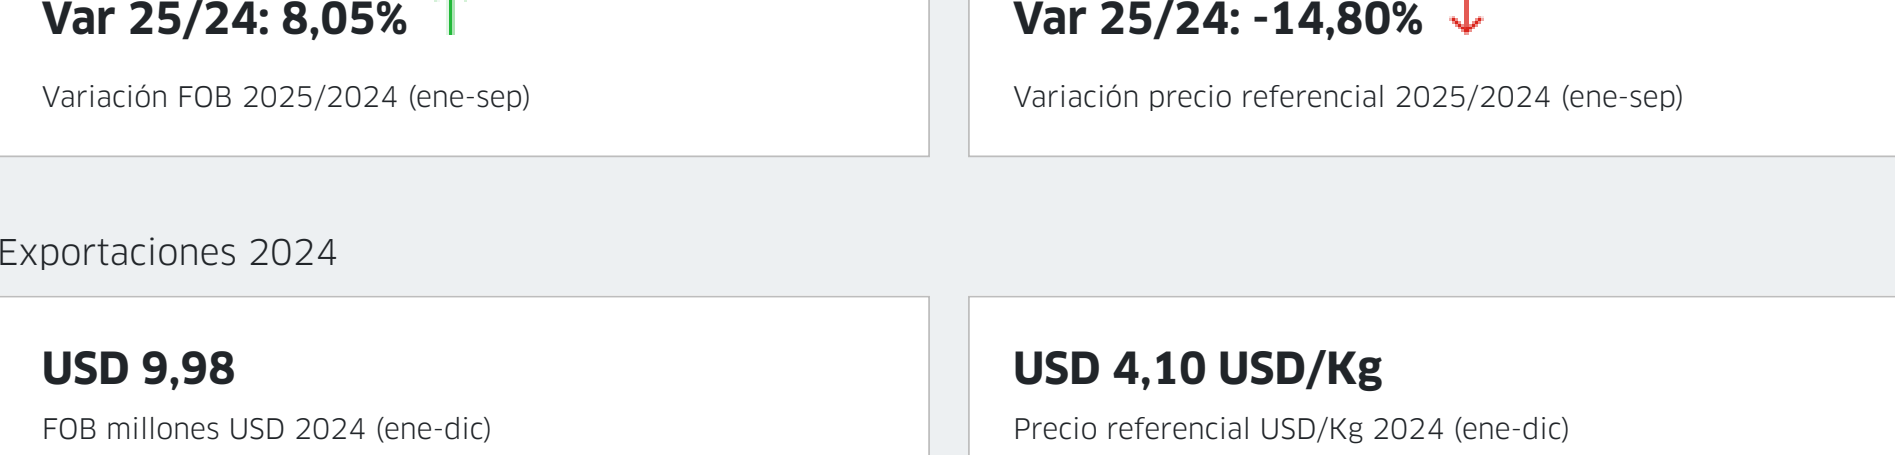 Var 25/24: 8,05%
Variación FOB 2025/2024 (ene-sep)
Var 25/24: -14,80%
Variación precio referencial 2025/2024 (ene-sep)
Exportaciones 2024
USD 9,98
FOB millones USD 2024 (ene-dic)
USD 4,10 USD/Kg
Precio referencial USD/Kg 2024 (ene-dic)